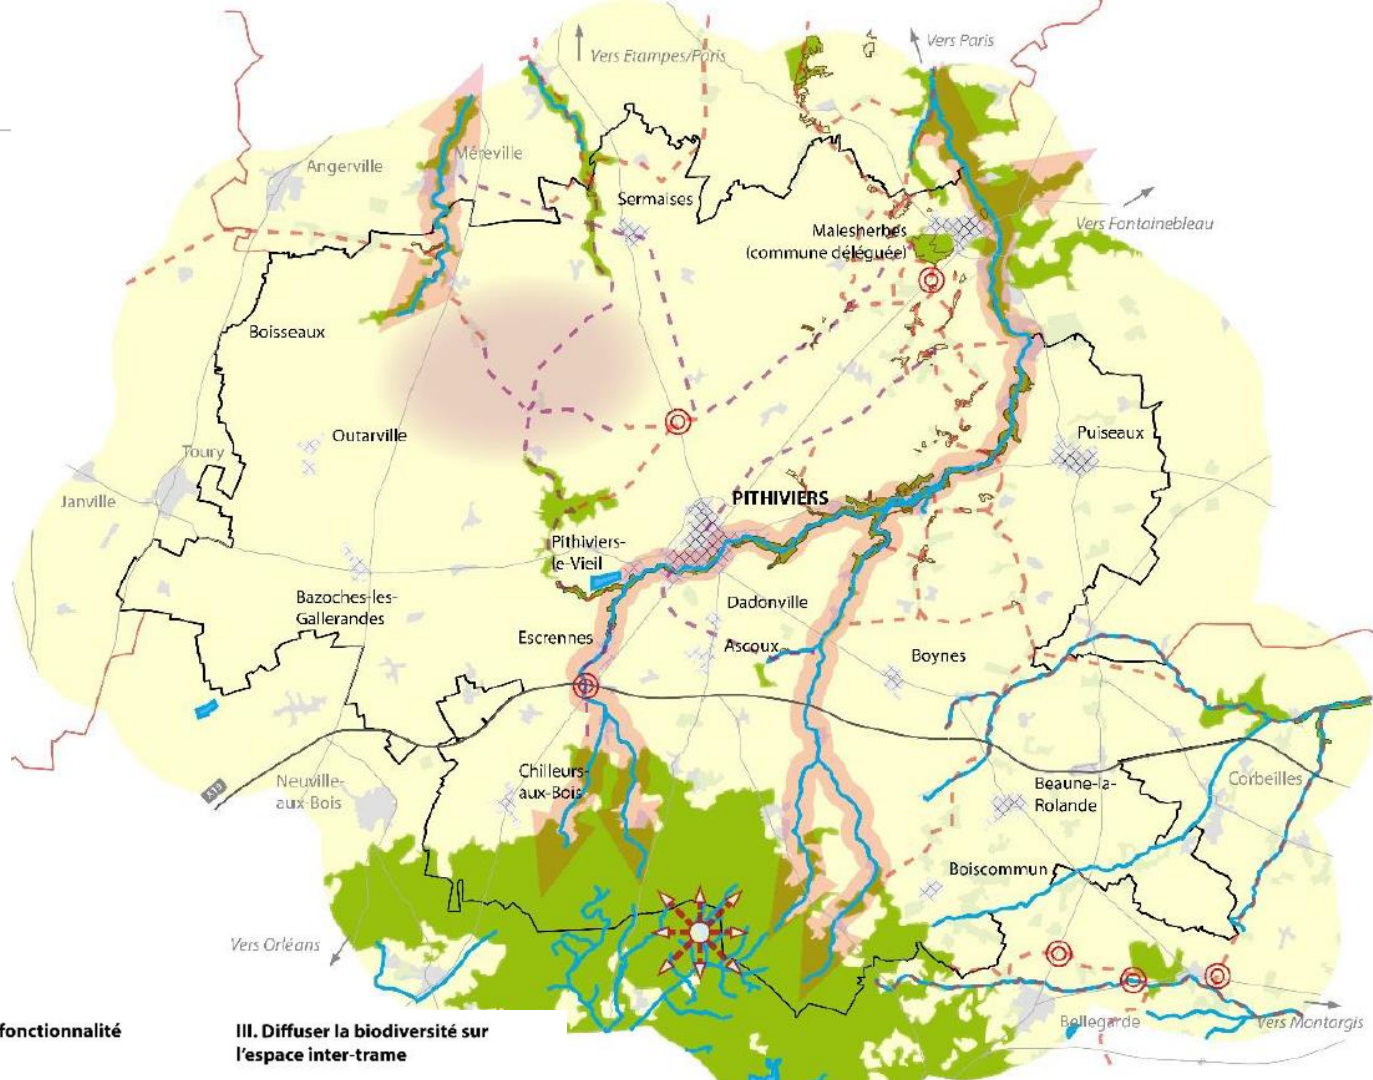 Vers Paris
Vers Etampes/Paris
Angerville
Méreville
Sermaises
Vers Fontainebleau
Malesherbes
(commune déléguée)
Boisseaux
Outarville
Puiseaux
Toury
Janville
PITHIVIERS
Pithiviers-
le-Vieil
Bazoches-les-
Gallerandes
Dadonville
Escrennes
Ascoux
Boynes
Neuville-
aux-Bois
Chilleurs-
aux-Bois
Beaune-la-
Rolande
Corbeilles
A19
Boiscommun
Vers Orléans
Bellegarde
Vers Montargis
fonctionnalité
III. Diffuser la biodiversité sur
l'espace inter-trame